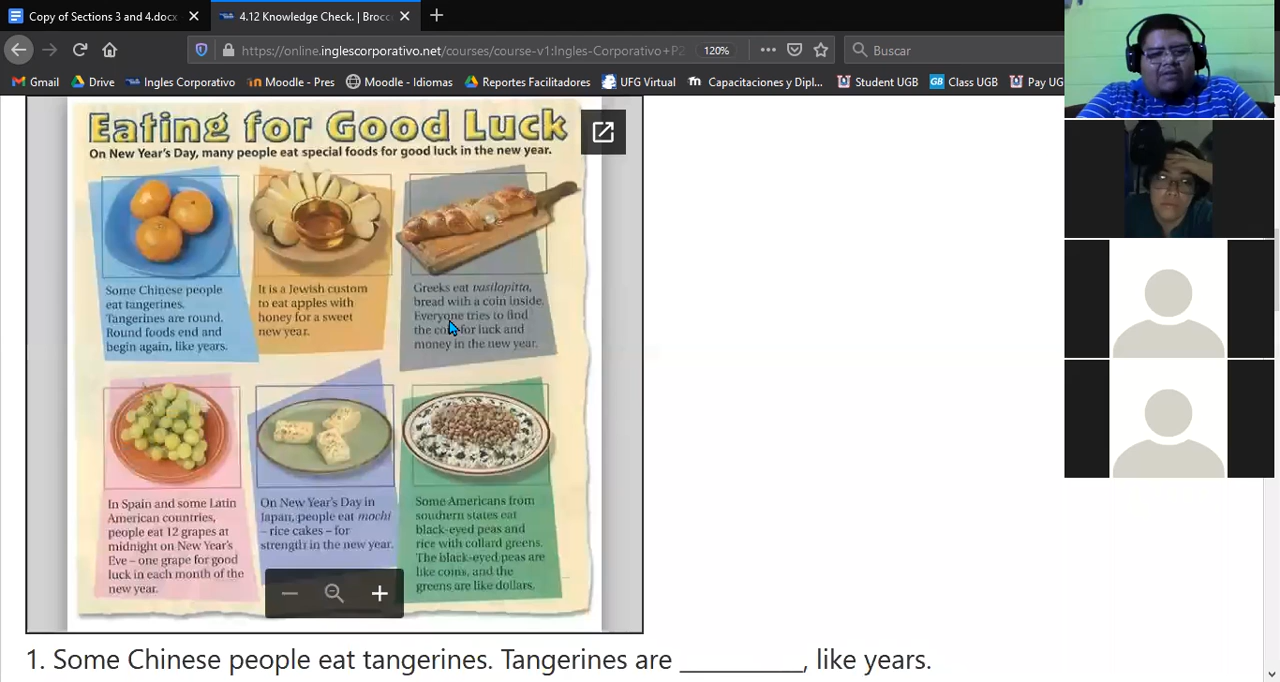 Copy of Sections 3 and 4.docx
4.12 Knowledge Check. | Brocc
https://online.inglescorporativo.net/courses/course-v1:Ingles-Corporativo+P2
120%
Buscar
Gmail
Drive
Ingles Corporativo
Moodle - Pres
Moodle - Idiomas
Reportes Facilitadores
UFG Virtual
Capacitaciones y Dipl...
Student UGB
Class UGB
Pay UG
Eating for Good Luck
On New Year's Day, many people eat special foods for good luck in the new year.
Some Chinese people
eat tangerines.
Tangerines are round.
Round foods end and
begin again, like years.
It is a Jewish custom
to eat apples with
honey for a sweet
new year.
Greeks eat vasilopitta,
bread with a coin inside.
Everyone tries to find
the coin for luck and
money in the new year.
In Spain and some Latin
American countries,
people eat 12 grapes at
midnight on New Year's
Eve – one grape for good
luck in each month of the
new year.
On New Year's Day in
Japan, people eat mochi
– rice cakes – for
strength in the new year.
Some Americans from
southern states eat
black-eyed peas and
rice with collard greens.
The black-eyed peas are
like coins, and the
greens are like dollars.
1. Some Chinese people eat tangerines. Tangerines are __________, like years.